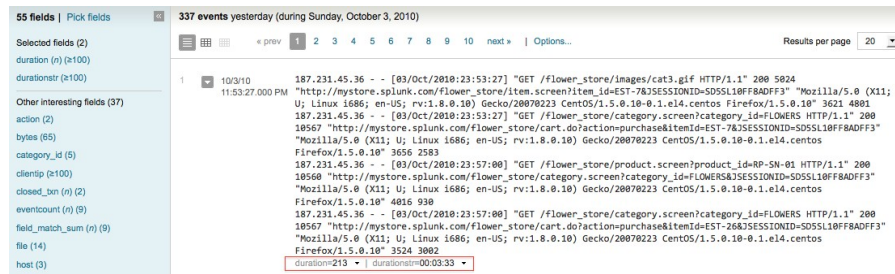 55 fields | Pick fields
Selected fields (2)
duration (n) (≥100)
durationstr (≥100)
Other interesting fields (37)
action (2)
bytes (65)
category_id (5)
clientip (≥100)
closed_txn (n) (2)
eventcount (n) (9)
field_match_sum (n) (9)
file (14)
host (3)
337 events yesterday (during Sunday, October 3, 2010)
« prev 1 2 3 4 5 6 7 8 9 10 next » | Options...
Results per page 20
1
10/3/10
11:53:27.000 PM
187.231.45.36 - - [03/Oct/2010:23:53:27] "GET /flower_store/images/cat3.gif HTTP/1.1" 200 5024
"http://mystore.splunk.com/flower_store/item.screen?item_id=EST-7&JSESSIONID=SD5SL10FF8ADFF3" "Mozilla/5.0 (X11;
U; Linux i686; en-US; rv:1.8.0.10) Gecko/20070223 CentOS/1.5.0.10-0.1.el4.centos Firefox/1.5.0.10" 3621 4801
187.231.45.36 - - [03/Oct/2010:23:53:27] "GET /flower_store/category.screen?category_id=FLOWERS HTTP/1.1" 200
10567 "http://mystore.splunk.com/flower_store/cart.do?action=purchase&itemId=EST-7&JSESSIONID=SD5SL10FF8ADFF3"
"Mozilla/5.0 (X11; U; Linux i686; en-US; rv:1.8.0.10) Gecko/20070223 CentOS/1.5.0.10-0.1.el4.centos
Firefox/1.5.0.10" 3656 2583
187.231.45.36 - - [03/Oct/2010:23:57:00] "GET /flower_store/product.screen?product_id=RP-SN-01 HTTP/1.1" 200
10560 "http://mystore.splunk.com/flower_store/category.screen?category_id=FLOWERS&JSESSIONID=SD5SL10FF8ADFF3"
"Mozilla/5.0 (X11; U; Linux i686; en-US; rv:1.8.0.10) Gecko/20070223 CentOS/1.5.0.10-0.1.el4.centos
Firefox/1.5.0.10" 4016 930
187.231.45.36 - - [03/Oct/2010:23:57:00] "GET /flower_store/category.screen?category_id=FLOWERS HTTP/1.1" 200
10567 "http://mystore.splunk.com/flower_store/cart.do?action=purchase&itemId=EST-26&JSESSIONID=SD5SL10FF8ADFF3"
"Mozilla/5.0 (X11; U; Linux i686; en-US; rv:1.8.0.10) Gecko/20070223 CentOS/1.5.0.10-0.1.el4.centos
Firefox/1.5.0.10" 3524 3002
duration=213 | durationstr=00:03:33